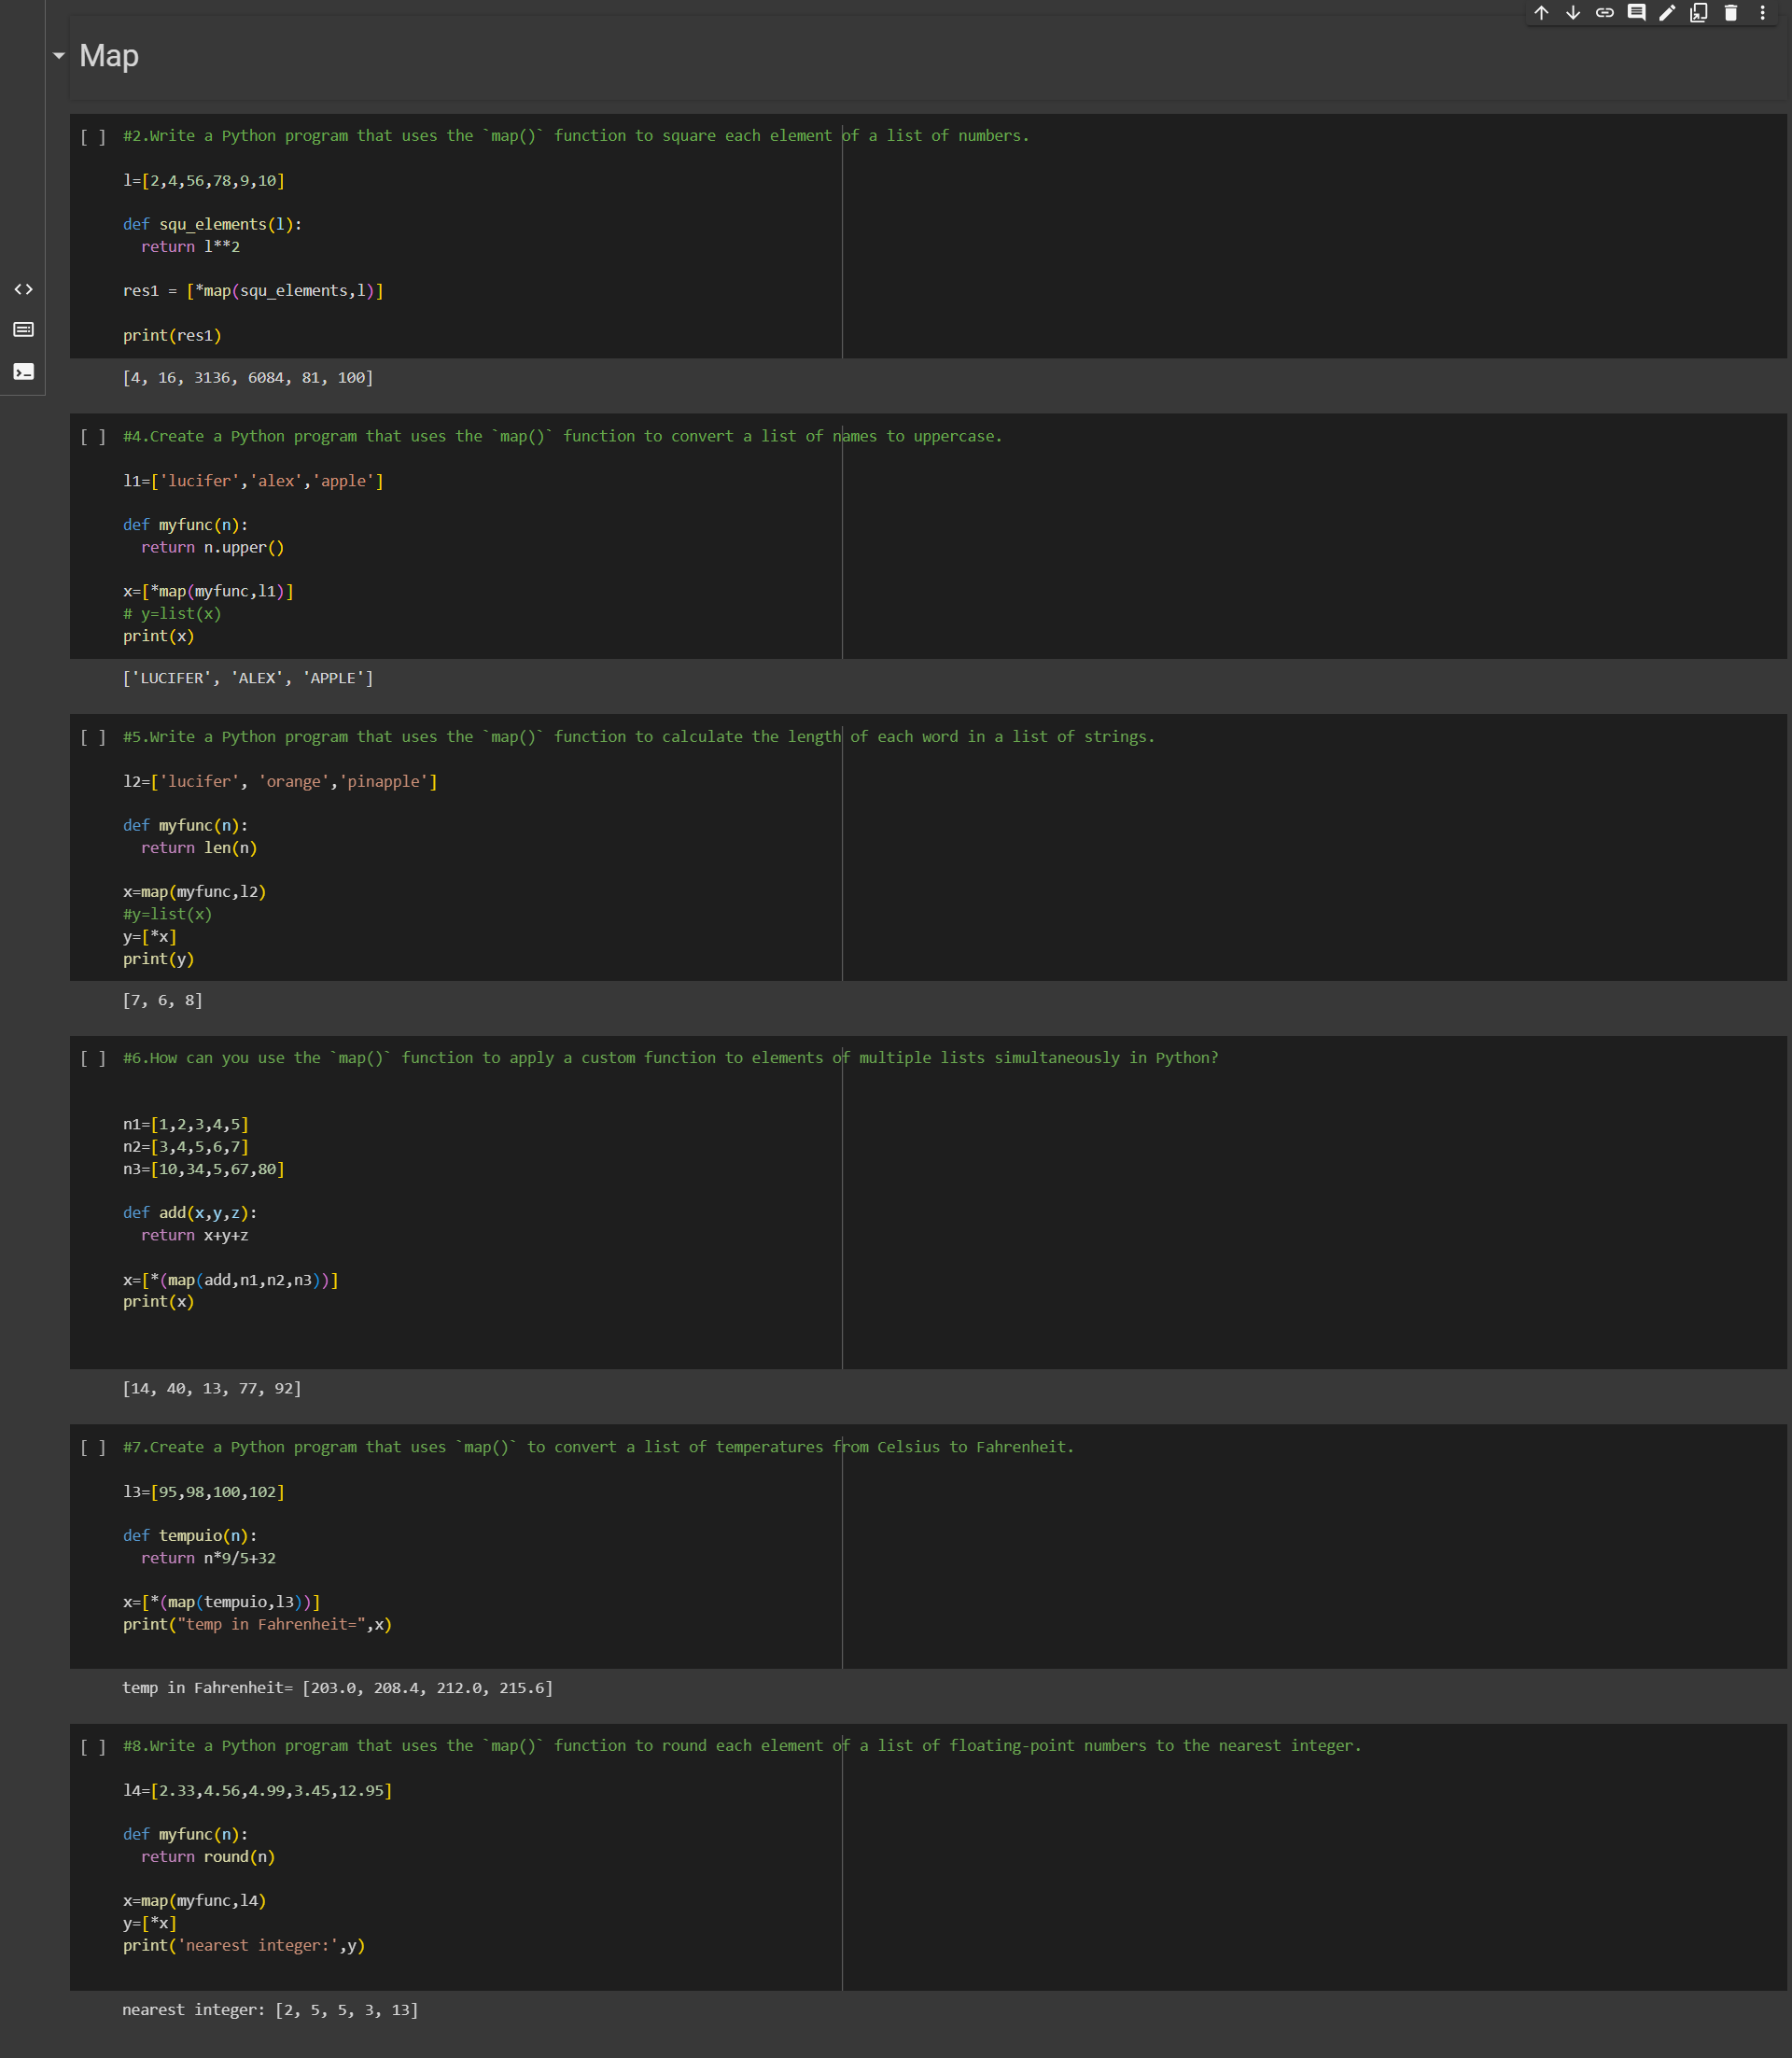 Map
[ ] #2.Write a Python program that uses the `map()` function to square each element of a list of numbers.
l=[2,4,56,78,9,10]
def squ_elements(l):
  return l**2
res1 = [*map(squ_elements,l)]
print(res1)
[4, 16, 3136, 6084, 81, 100]
[ ] #4.Create a Python program that uses the `map()` function to convert a list of names to uppercase.
l1=['lucifer','alex','apple']
def myfunc(n):
  return n.upper()
x=[*map(myfunc,l1)]
# y=list(x)
print(x)
['LUCIFER', 'ALEX', 'APPLE']
[ ] #5.Write a Python program that uses the `map()` function to calculate the length of each word in a list of strings.
l2=['lucifer', 'orange','pinapple']
def myfunc(n):
  return len(n)
x=map(myfunc,l2)
#y=list(x)
y=[*x]
print(y)
[7, 6, 8]
[ ] #6.How can you use the `map()` function to apply a custom function to elements of multiple lists simultaneously in Python?
n1=[1,2,3,4,5]
n2=[3,4,5,6,7]
n3=[10,34,5,67,80]
def add(x,y,z):
  return x+y+z
x=[*(map(add,n1,n2,n3))]
print(x)
[14, 40, 13, 77, 92]
[ ] #7.Create a Python program that uses `map()` to convert a list of temperatures from Celsius to Fahrenheit.
l3=[95,98,100,102]
def tempuio(n):
  return n*9/5+32
x=[*(map(tempuio,l3))]
print("temp in Fahrenheit=",x)
temp in Fahrenheit= [203.0, 208.4, 212.0, 215.6]
[ ] #8.Write a Python program that uses the `map()` function to round each element of a list of floating-point numbers to the nearest integer.
l4=[2.33,4.56,4.99,3.45,12.95]
def myfunc(n):
  return round(n)
x=map(myfunc,l4)
y=[*x]
print('nearest integer:',y)
nearest integer: [2, 5, 5, 3, 13]